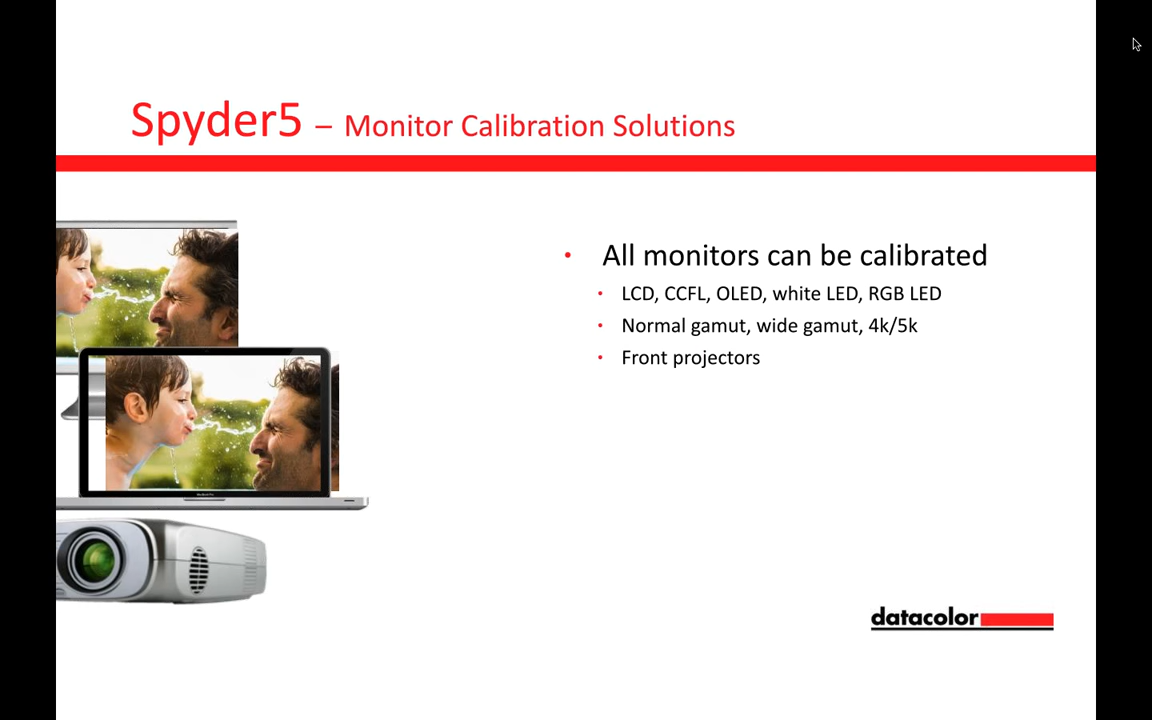 Spyder5 – Monitor Calibration Solutions
• All monitors can be calibrated
• LCD, CCFL, OLED, white LED, RGB LED
• Normal gamut, wide gamut, 4k/5k
• Front projectors
datacolor